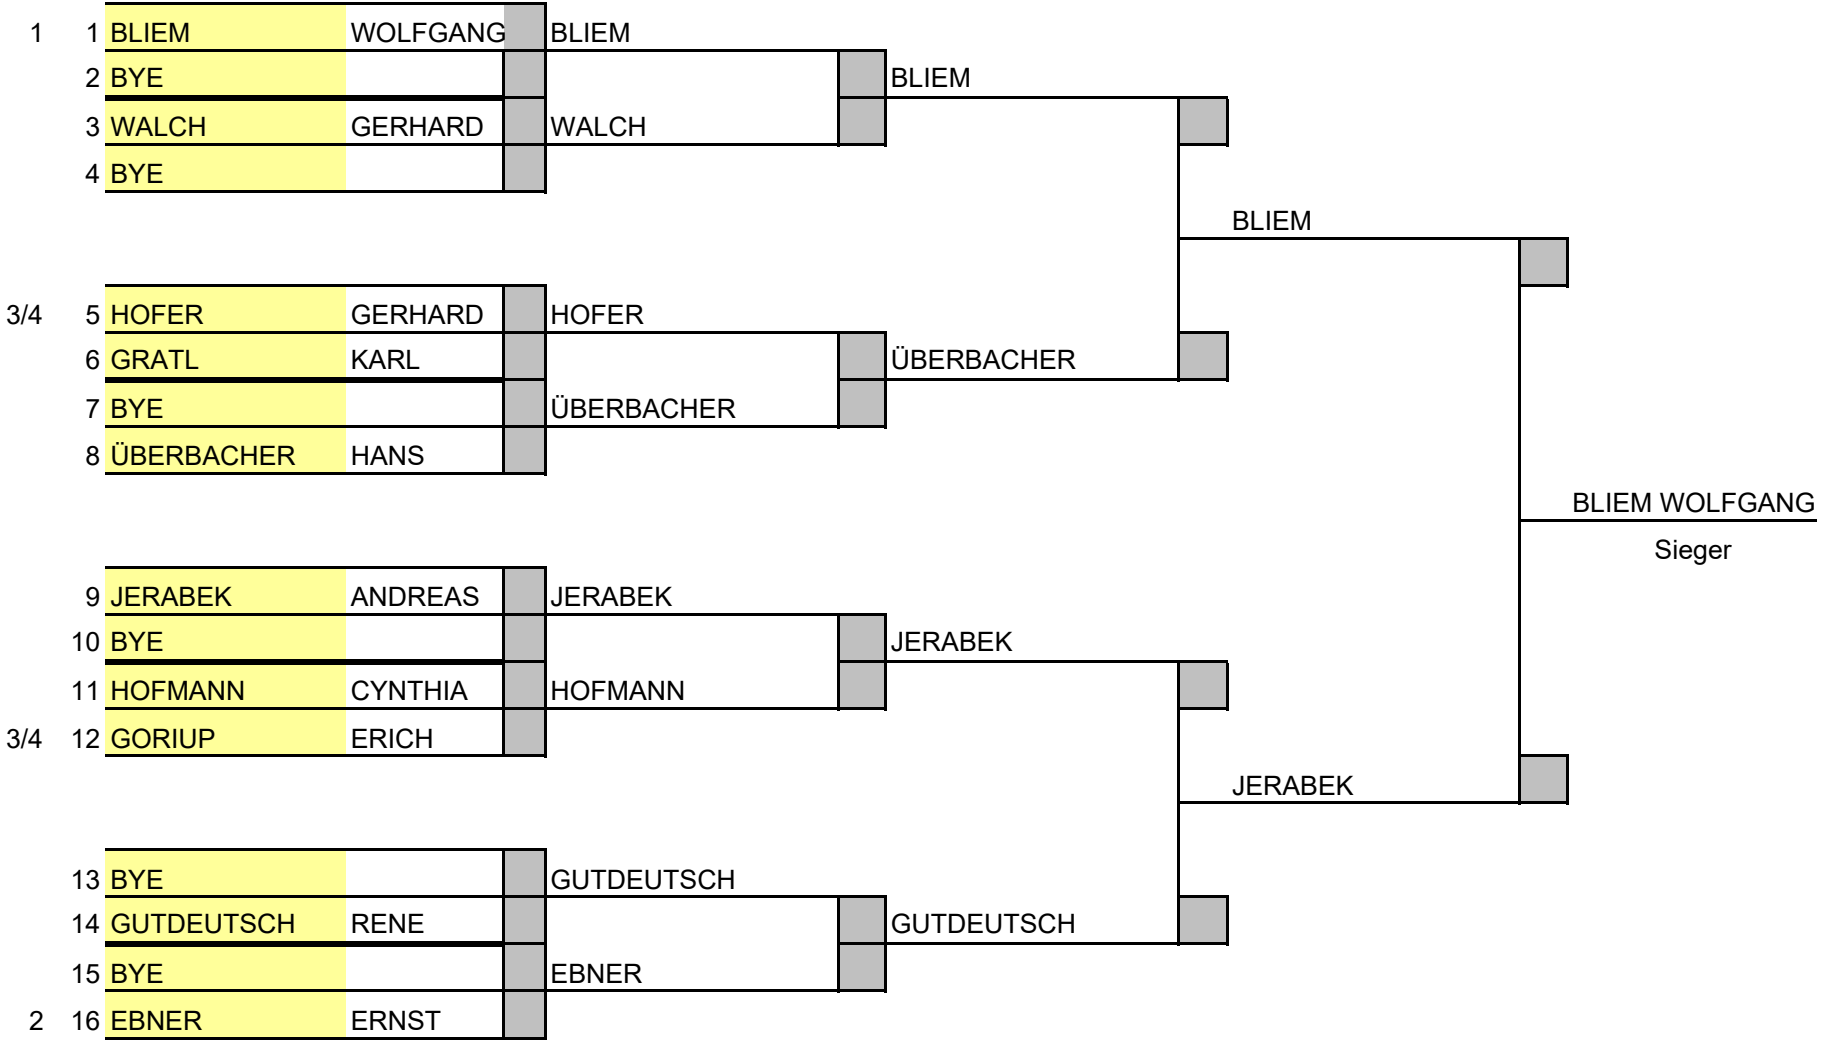 1 1 BLIEM WOLFGANG BLIEM
2 BYE BLIEM
3 WALCH GERHARD WALCH
4 BYE
BLIEM
3/4 5 HOFER GERHARD HOFER
6 GRATL KARL ÜBERBACHER
7 BYE ÜBERBACHER
8 ÜBERBACHER HANS
BLIEM WOLFGANG
Sieger
9 JERABEK ANDREAS JERABEK
10 BYE JERABEK
11 HOFMANN CYNTHIA HOFMANN
3/4 12 GORIUP ERICH
JERABEK
13 BYE GUTDEUTSCH
14 GUTDEUTSCH RENE GUTDEUTSCH
15 BYE EBNER
2 16 EBNER ERNST